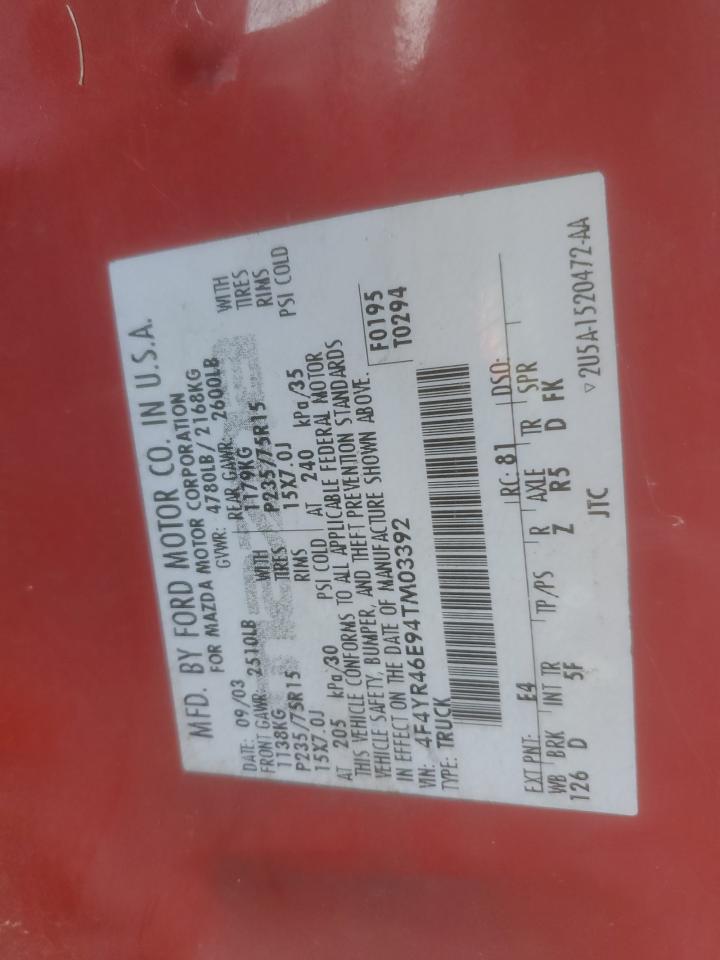 MFD. BY FORD MOTOR CO. IN U.S.A.
FOR MAZDA MOTOR CORPORATION
DATE: 09/03 GVWR: 4780LB/ 2168KG
FRONT GAWR: 2510LB REAR GAWR: 2600LB
1138KG WITH 1179KG WITH
P235/75R15 TIRES P235/75R15 TIRES
15X7.0J RIMS 15X7.0J RIMS
AT 205 kPa/30 PSI COLD AT 240 kPa/35 PSI COLD
THIS VEHICLE CONFORMS TO ALL APPLICABLE FEDERAL MOTOR
VEHICLE SAFETY, BUMPER, AND THEFT PREVENTION STANDARDS
IN EFFECT ON THE DATE OF MANUFACTURE SHOWN ABOVE.
VIN: 4F4YR46E94TM03392 F0195
TYPE: TRUCK T0294
EXT PNT: E4 RC: 81 DSO:
WB BRK INT TR TP/PS R AXLE TR SPR
126 D 5F Z R5 D FK
JTC
▽ 2U5A-1520472-AA